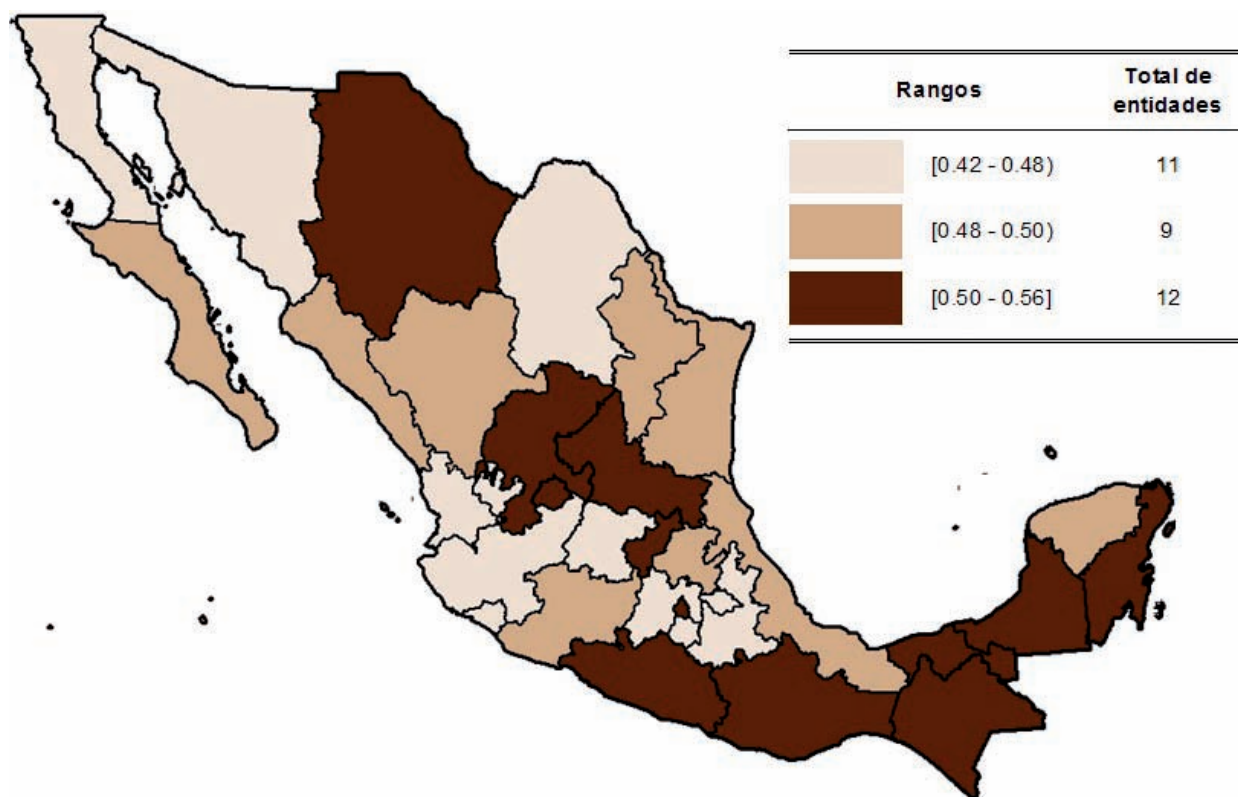 Rangos Total de
entidades
[0.42 - 0.48) 11
[0.48 - 0.50) 9
[0.50 - 0.56] 12